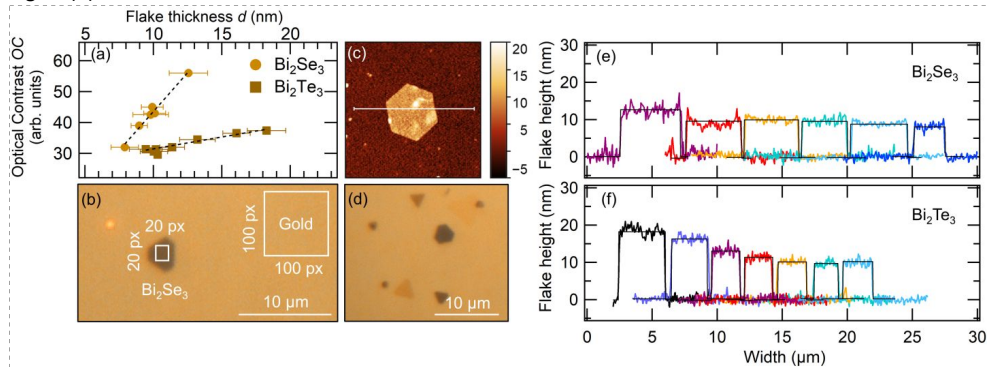 Flake thickness d (nm)
5 10 15 20
Optical Contrast OC
(arb. units)
60
50
40
30
(a)
Bi₂Se₃
Bi₂Te₃
(b)
20 px
20 px
Bi₂Se₃
100 px
Gold
100 px
10 µm
(c)
20
15
10
5
0
−5
(d)
10 µm
Flake height (nm)
30
20
10
0
(e)
Bi₂Se₃
Flake height (nm)
30
20
10
0
(f)
Bi₂Te₃
0 5 10 15 20 25 30
Width (µm)